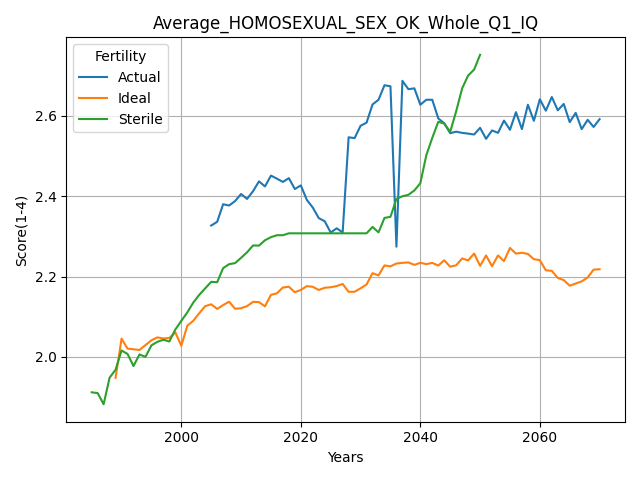 Average_HOMOSEXUAL_SEX_OK_Whole_Q1_IQ
Fertility
Actual
Ideal
Sterile
Score(1-4)
2.6
2.4
2.2
2.0
2000
2020
2040
2060
Years